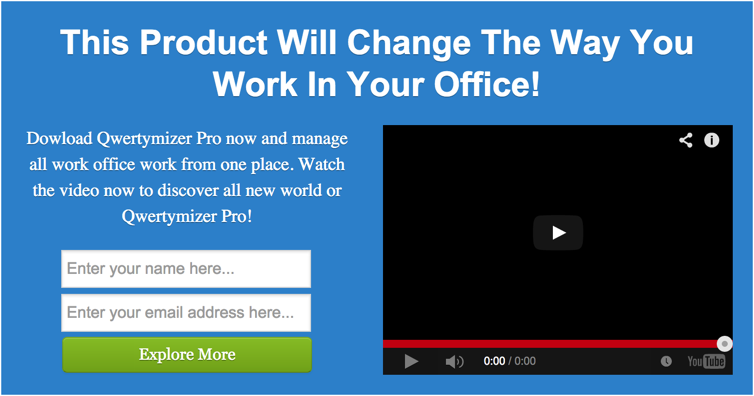 This Product Will Change The Way You
Work In Your Office!
Dowload Qwertymizer Pro now and manage
all work office work from one place. Watch
the video now to discover all new world or
Qwertymizer Pro!
Enter your name here...
Enter your email address here...
Explore More
0:00 / 0:00
YouTube